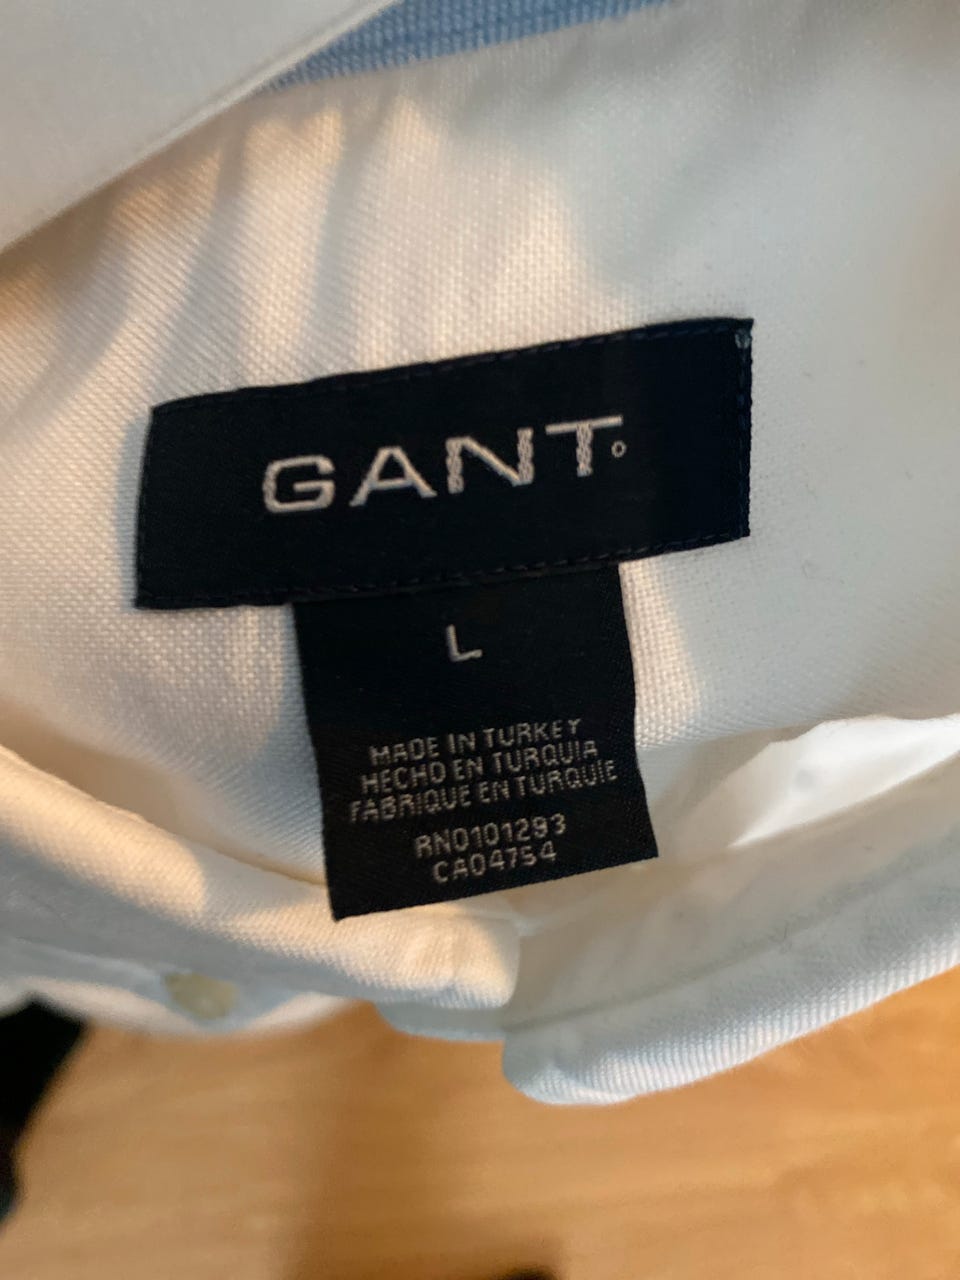 GANT
L
MADE IN TURKEY
HECHO EN TURQUIA
FABRIQUE EN TURQUIE
RN0101293
CA04754